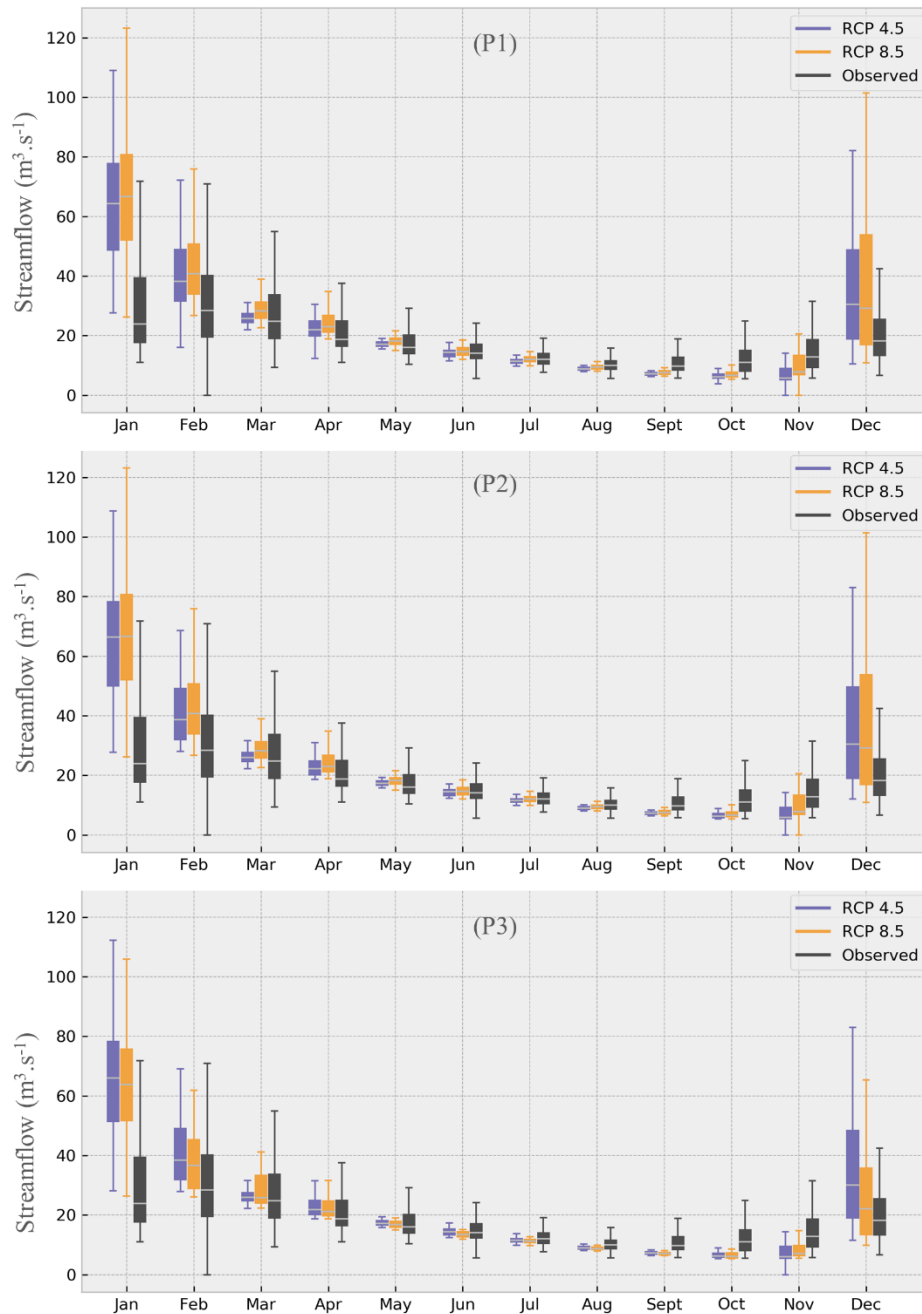 (P1)
RCP 4.5
RCP 8.5
Observed
Streamflow (m³.s⁻¹)
120
100
80
60
40
20
0
Jan Feb Mar Apr May Jun Jul Aug Sept Oct Nov Dec
(P2)
RCP 4.5
RCP 8.5
Observed
Streamflow (m³.s⁻¹)
120
100
80
60
40
20
0
Jan Feb Mar Apr May Jun Jul Aug Sept Oct Nov Dec
(P3)
RCP 4.5
RCP 8.5
Observed
Streamflow (m³.s⁻¹)
120
100
80
60
40
20
0
Jan Feb Mar Apr May Jun Jul Aug Sept Oct Nov Dec